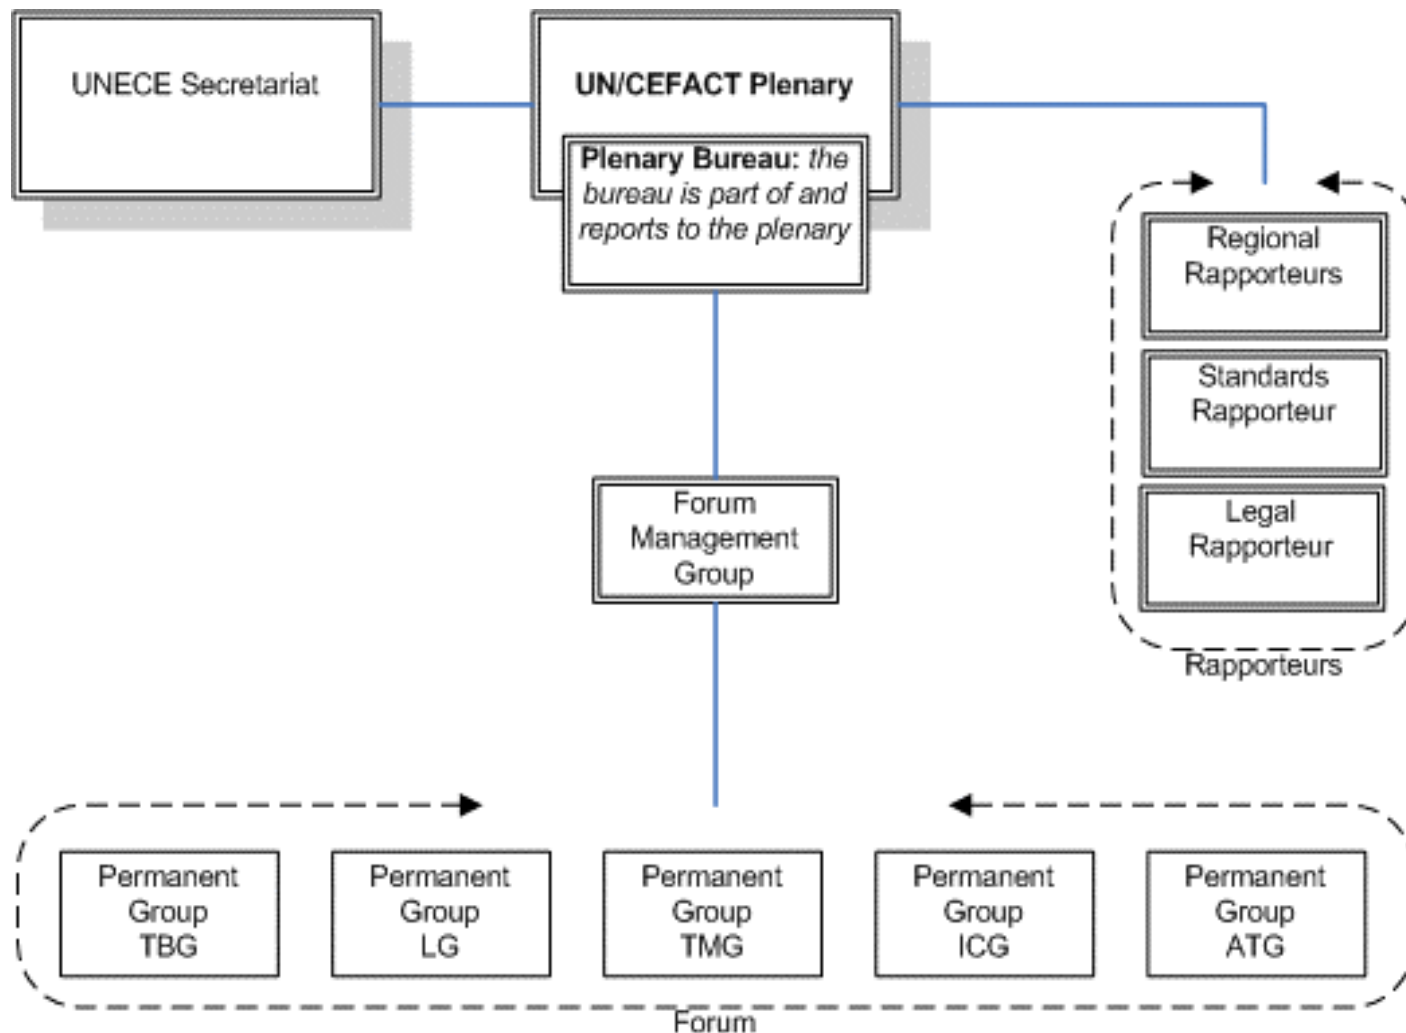 UNECE Secretariat
UN/CEFACT Plenary
Plenary Bureau: the
bureau is part of and
reports to the plenary
Regional
Rapporteurs
Standards
Rapporteur
Legal
Rapporteur
Rapporteurs
Forum
Management
Group
Permanent
Group
TBG
Permanent
Group
LG
Permanent
Group
TMG
Permanent
Group
ICG
Permanent
Group
ATG
Forum